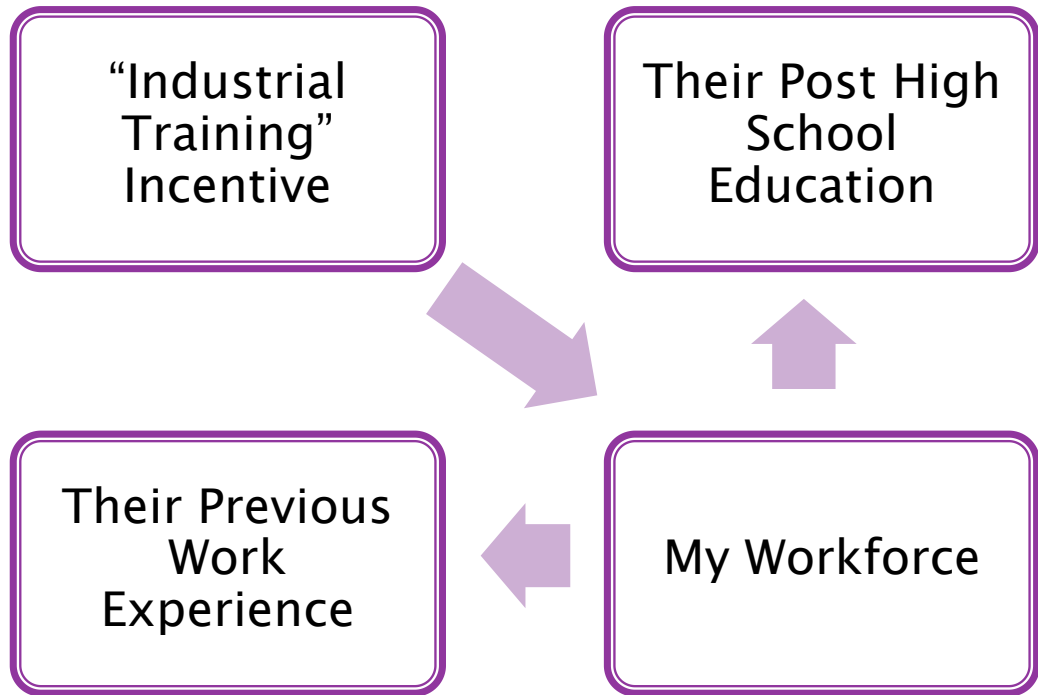 “Industrial
Training”
Incentive
Their Post High
School
Education
Their Previous
Work
Experience
My Workforce